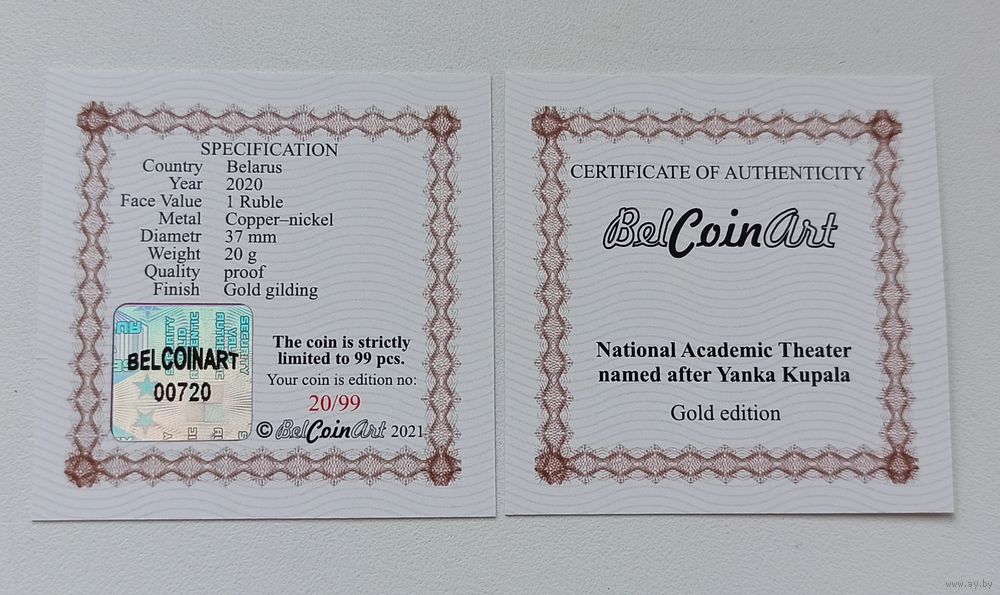 SPECIFICATION
Country Belarus
Year 2020
Face Value 1 Ruble
Metal Copper–nickel
Diametr 37 mm
Weight 20 g
Quality proof
Finish Gold gilding
BELCOINART
00720
The coin is strictly
limited to 99 pcs.
Your coin is edition no:
20/99
© BelCoinArt 2021
CERTIFICATE OF AUTHENTICITY
BelCoinArt
National Academic Theater
named after Yanka Kupala
Gold edition
www.ay.by